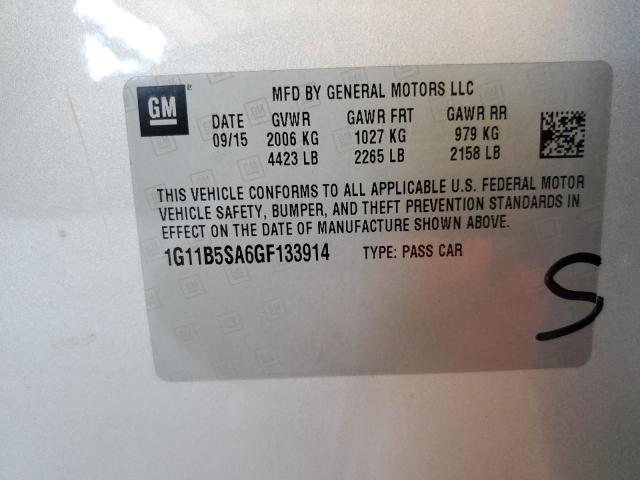 GM ®
MFD BY GENERAL MOTORS LLC
DATE GVWR GAWR FRT GAWR RR
09/15 2006 KG 1027 KG 979 KG
4423 LB 2265 LB 2158 LB
THIS VEHICLE CONFORMS TO ALL APPLICABLE U.S. FEDERAL MOTOR
VEHICLE SAFETY, BUMPER, AND THEFT PREVENTION STANDARDS IN
EFFECT ON THE DATE OF MANUFACTURE SHOWN ABOVE.
1G11B5SA6GF133914 TYPE: PASS CAR
S